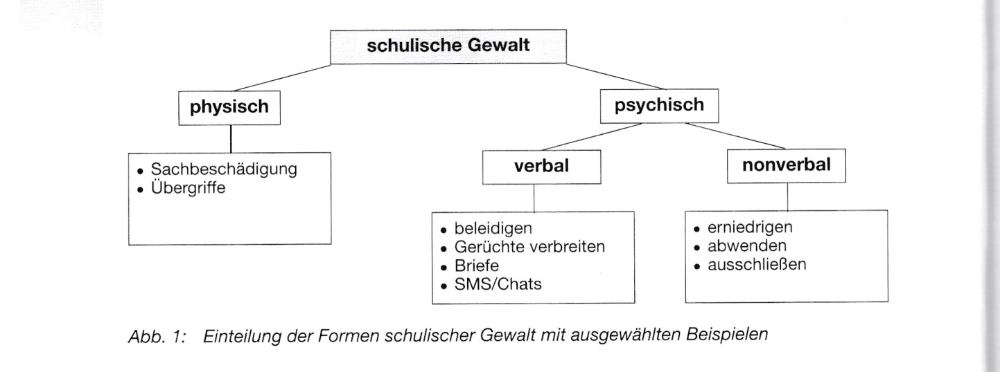 schulische Gewalt
physisch
psychisch
• Sachbeschädigung
• Übergriffe
verbal
nonverbal
• beleidigen
• Gerüchte verbreiten
• Briefe
• SMS/Chats
• erniedrigen
• abwenden
• ausschließen
Abb. 1: Einteilung der Formen schulischer Gewalt mit ausgewählten Beispielen